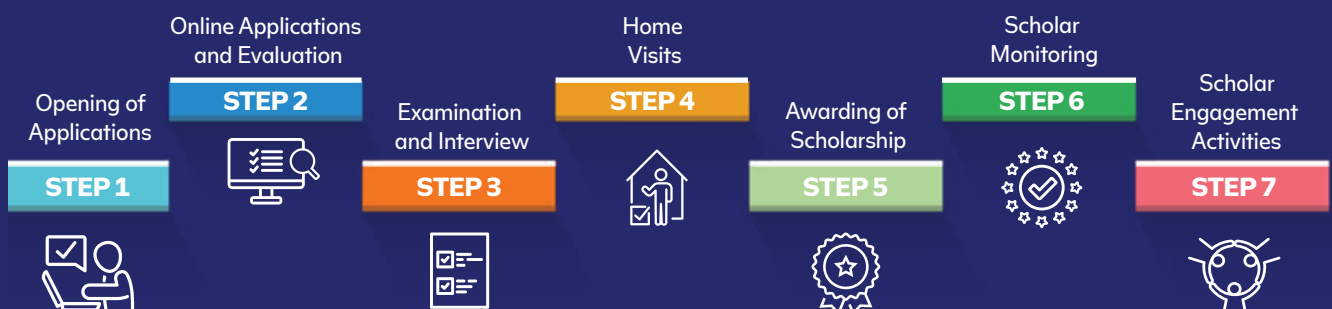 Opening of
Applications
STEP 1
Online Applications
and Evaluation
STEP 2
Examination
and Interview
STEP 3
Home
Visits
STEP 4
Awarding of
Scholarship
STEP 5
Scholar
Monitoring
STEP 6
Scholar
Engagement
Activities
STEP 7